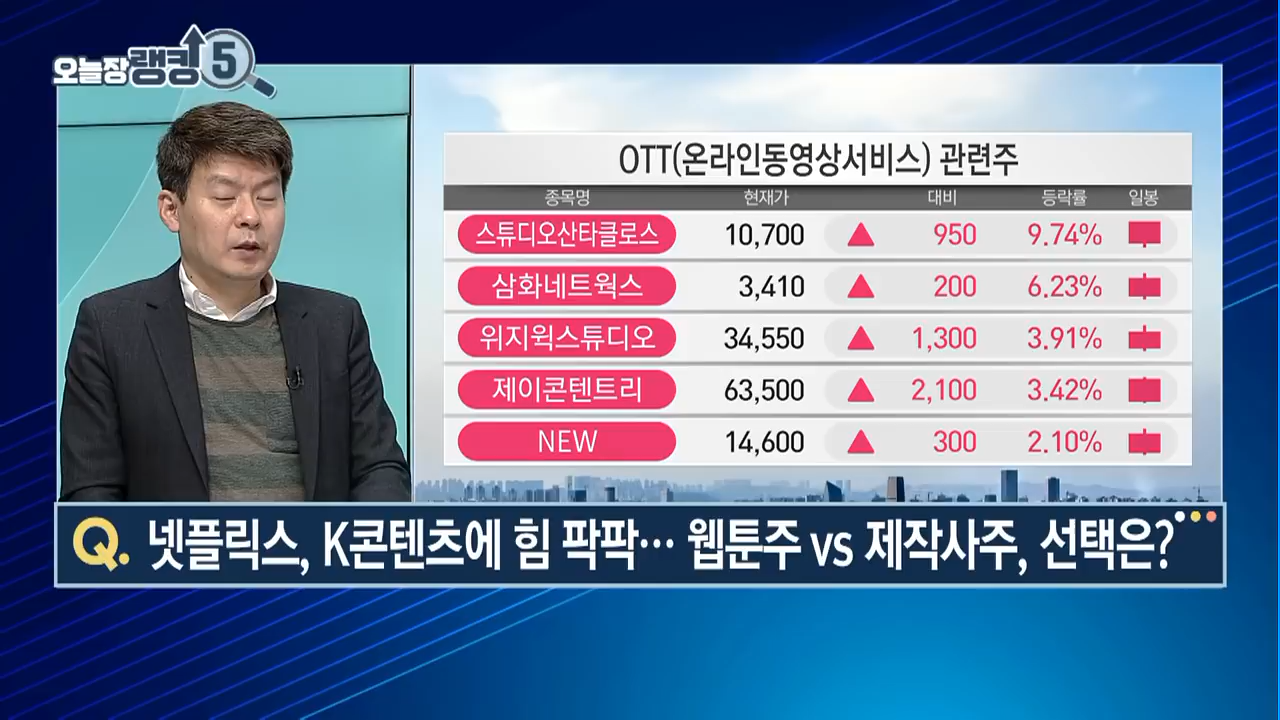 오늘장 랭킹 5
OTT(온라인동영상서비스) 관련주
종목명 현재가 대비 등락률 일봉
스튜디오산타클로스 10,700 ▲ 950 9.74%
삼화네트웍스 3,410 ▲ 200 6.23%
위지윅스튜디오 34,550 ▲ 1,300 3.91%
제이콘텐트리 63,500 ▲ 2,100 3.42%
NEW 14,600 ▲ 300 2.10%
Q. 넷플릭스, K콘텐츠에 힘 팍팍… 웹툰주 vs 제작사주, 선택은?